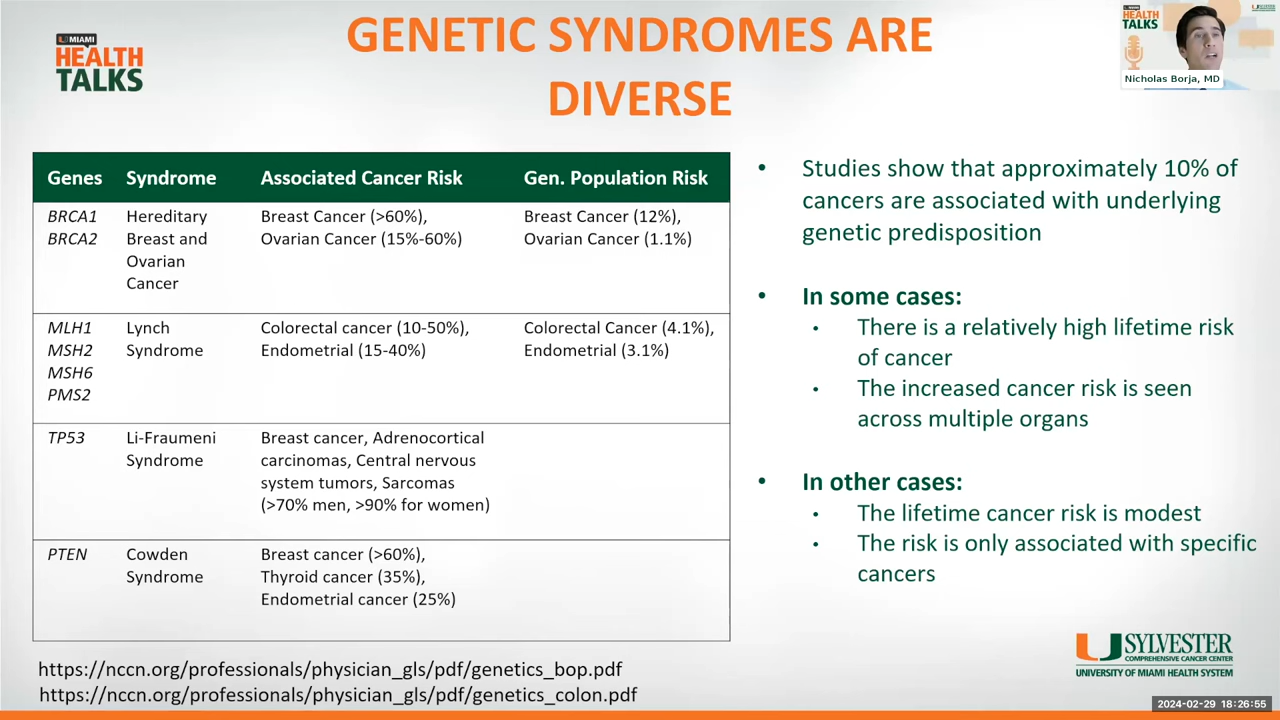 U MIAMI
HEALTH
TALKS
GENETIC SYNDROMES ARE
DIVERSE
HEALTH
TALKS
Nicholas Borja, MD
Genes Syndrome Associated Cancer Risk Gen. Population Risk
BRCA1 Hereditary Breast Cancer (>60%), Breast Cancer (12%),
BRCA2 Breast and Ovarian Cancer (15%-60%) Ovarian Cancer (1.1%)
Ovarian
Cancer
MLH1 Lynch Colorectal cancer (10-50%), Colorectal Cancer (4.1%),
MSH2 Syndrome Endometrial (15-40%) Endometrial (3.1%)
MSH6
PMS2
TP53 Li-Fraumeni Breast cancer, Adrenocortical
Syndrome carcinomas, Central nervous
system tumors, Sarcomas
(>70% men, >90% for women)
PTEN Cowden Breast cancer (>60%),
Syndrome Thyroid cancer (35%),
Endometrial cancer (25%)
• Studies show that approximately 10% of
cancers are associated with underlying
genetic predisposition
• In some cases:
• There is a relatively high lifetime risk
of cancer
• The increased cancer risk is seen
across multiple organs
• In other cases:
• The lifetime cancer risk is modest
• The risk is only associated with specific
cancers
https://nccn.org/professionals/physician_gls/pdf/genetics_bop.pdf
https://nccn.org/professionals/physician_gls/pdf/genetics_colon.pdf
SYLVESTER
COMPREHENSIVE CANCER CENTER
UNIVERSITY OF MIAMI HEALTH SYSTEM
2024-02-29 18:26:55